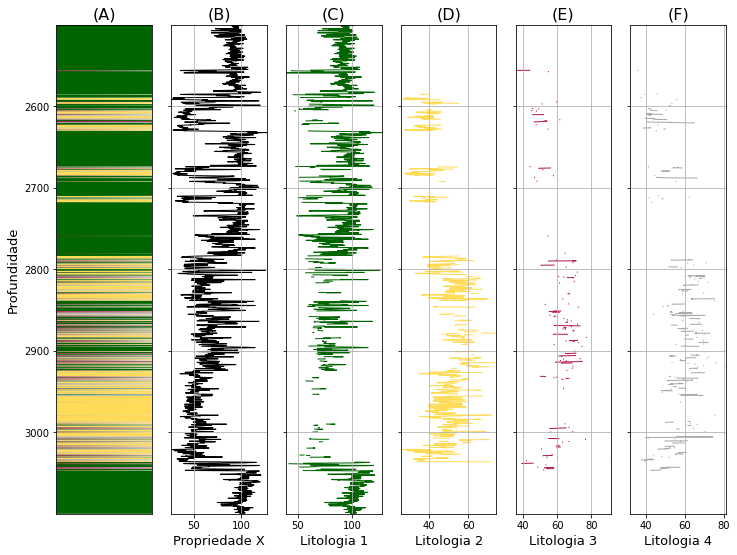 (A) (B) (C) (D) (E) (F)
Profundidade
2600
2700
2800
2900
3000
50 100 50 100 40 60 40 60 80 40 60 80
Propriedade X Litologia 1 Litologia 2 Litologia 3 Litologia 4